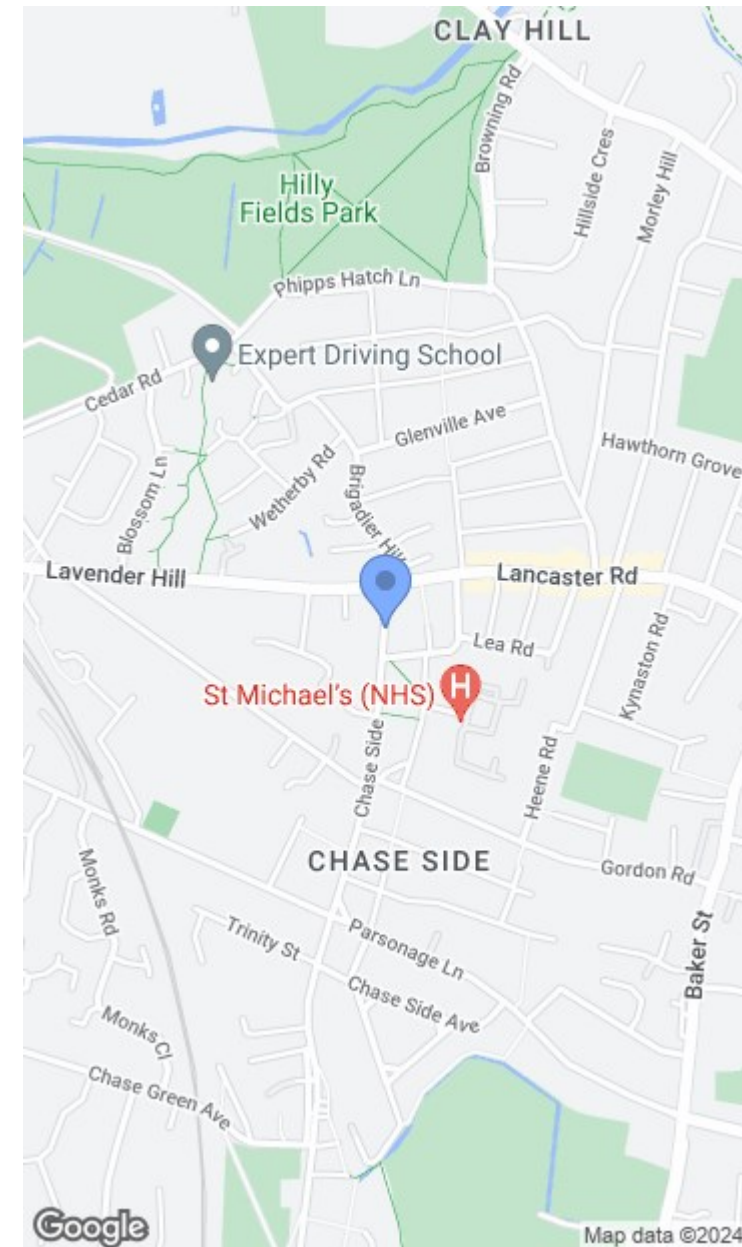 CLAY HILL
Browning Rd
Hillside Cres
Morley Hill
Hilly
Fields Park
Phipps Hatch Ln
Expert Driving School
Cedar Rd
Glenville Ave
Hawthorn Grove
Wetherby Rd
Blossom Ln
Brigadier Hill
Lavender Hill
Lancaster Rd
Lea Rd
Kynaston Rd
St Michael's (NHS)
H
Chase Side
Heene Rd
CHASE SIDE
Gordon Rd
Monks Rd
Trinity St
Parsonage Ln
Baker St
Chase Side Ave
Monks Cl
Chase Green Ave
Google
Map data ©2024